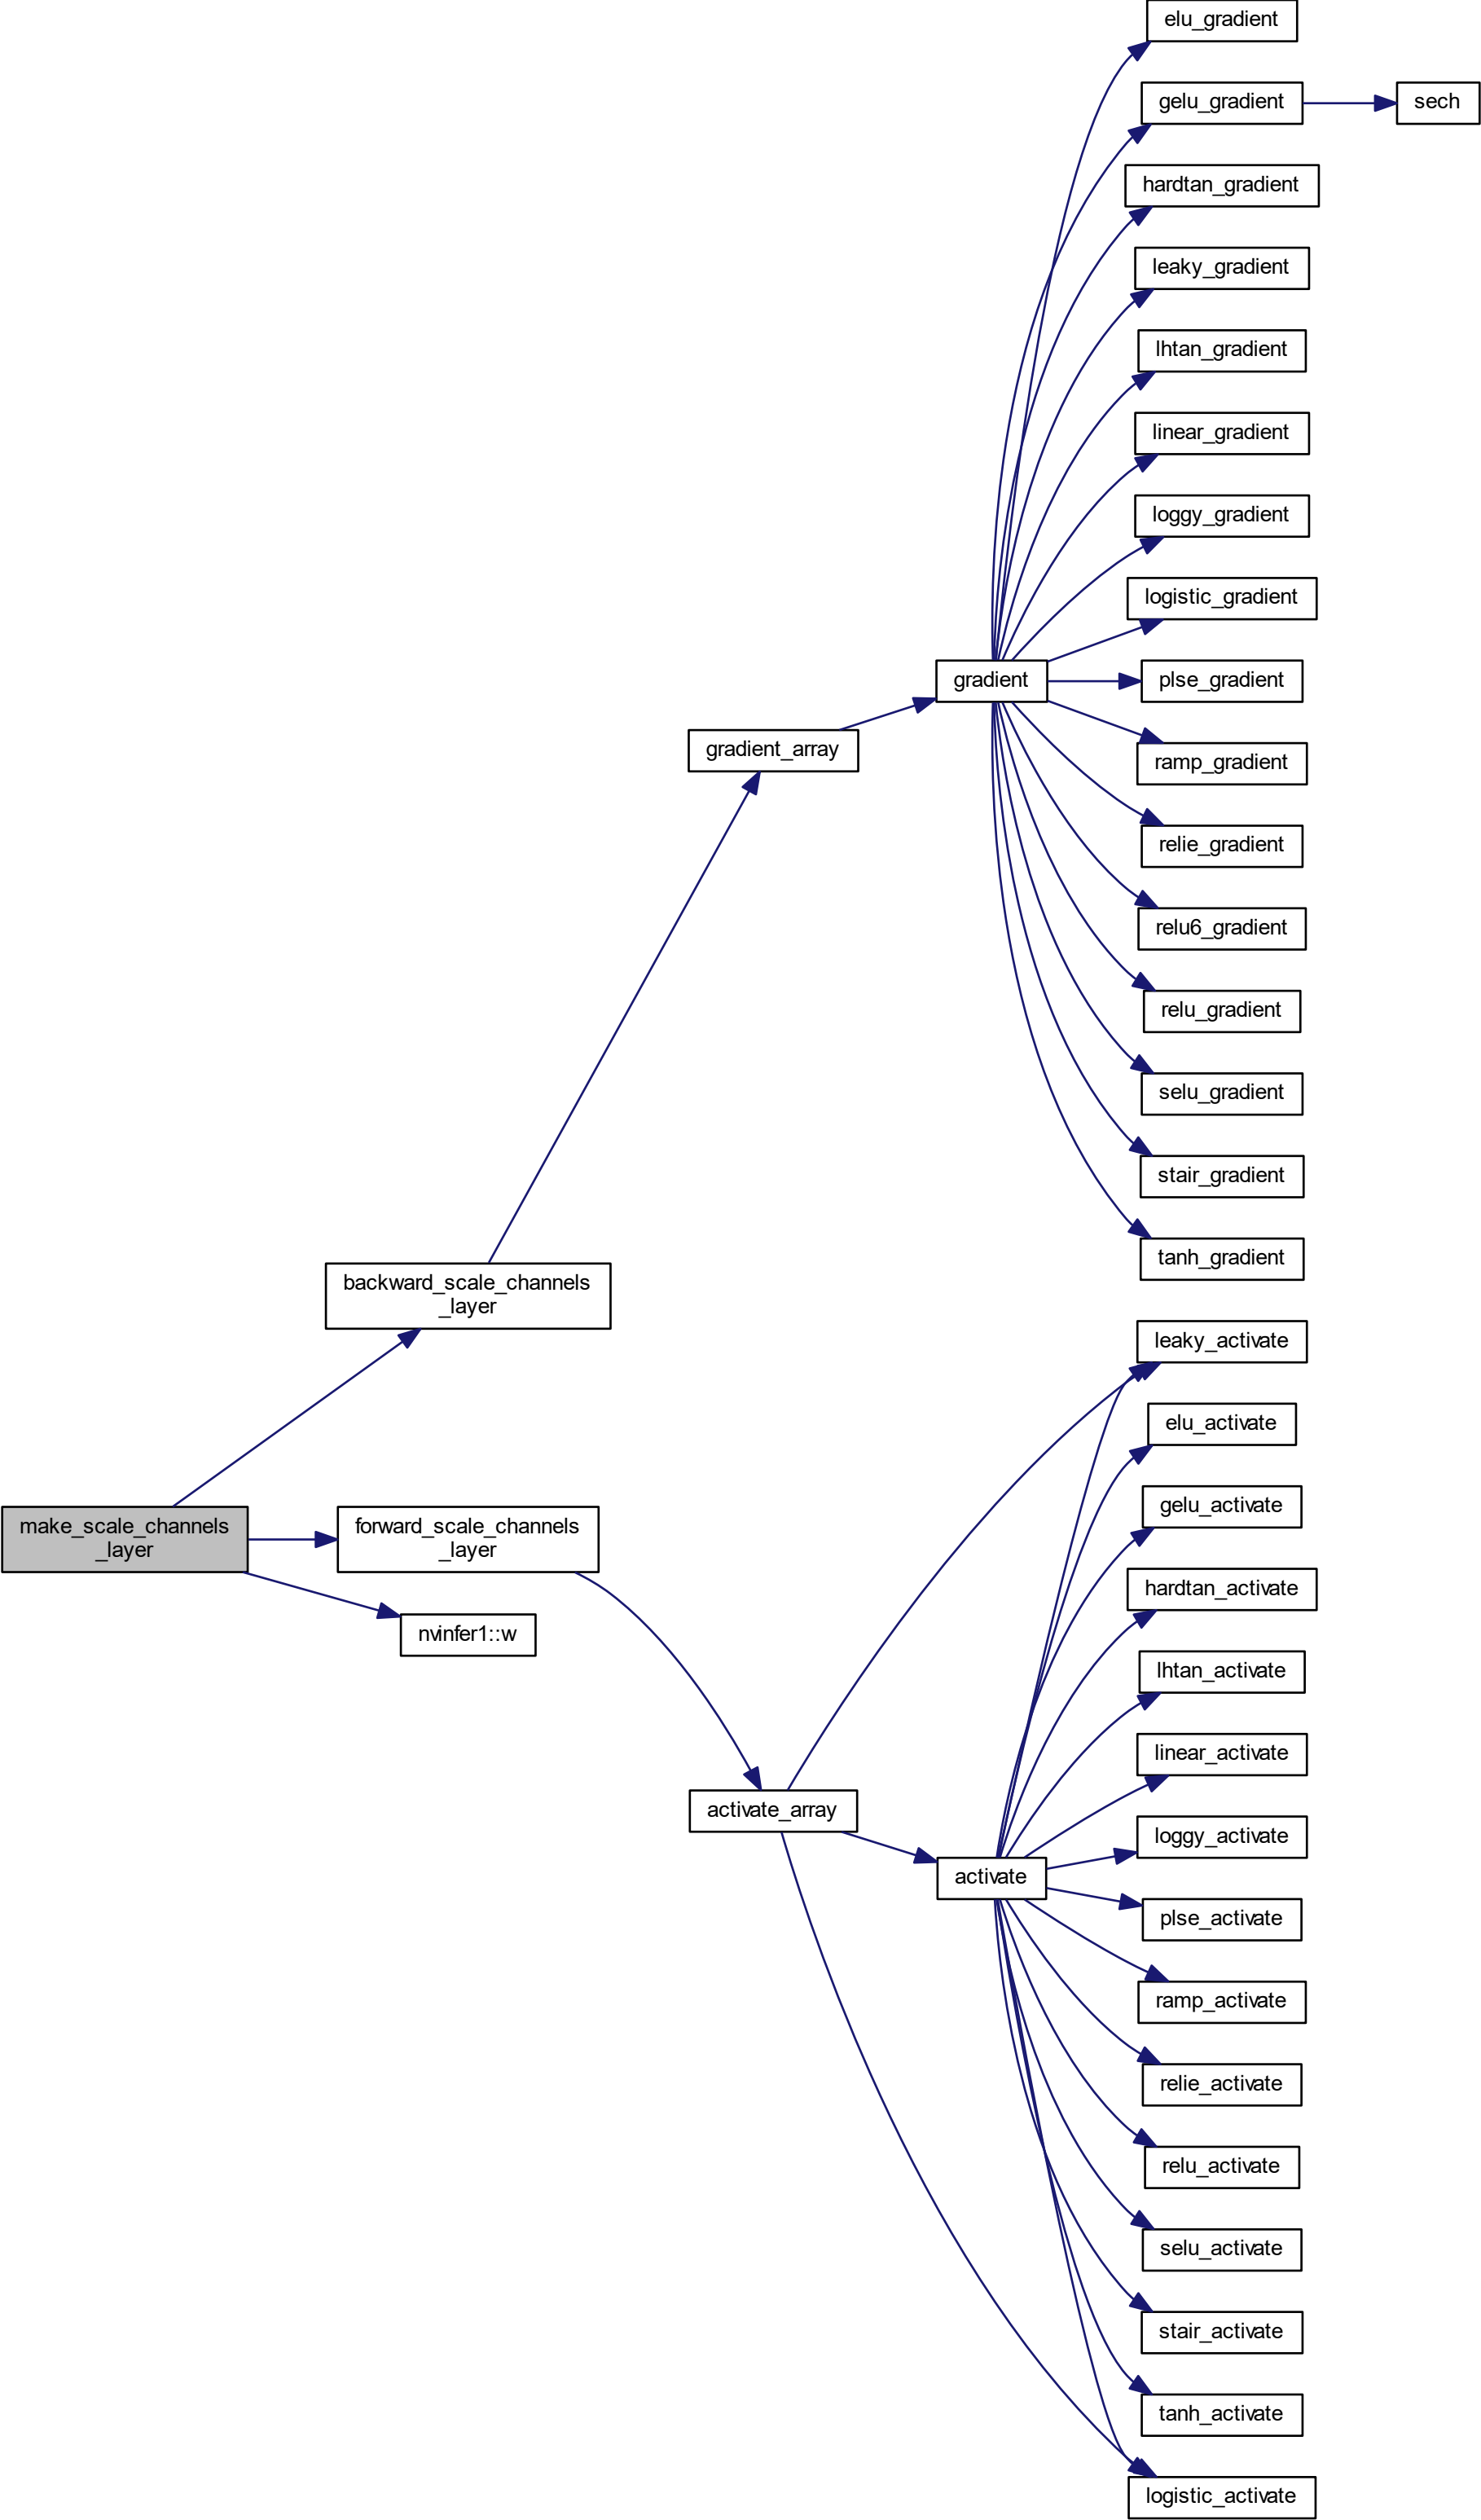 elu_gradient
gelu_gradient
sech
hardtan_gradient
leaky_gradient
lhtan_gradient
linear_gradient
loggy_gradient
logistic_gradient
gradient
plse_gradient
gradient_array
ramp_gradient
relie_gradient
relu6_gradient
relu_gradient
selu_gradient
stair_gradient
tanh_gradient
backward_scale_channels
_layer
leaky_activate
elu_activate
gelu_activate
make_scale_channels
_layer
forward_scale_channels
_layer
hardtan_activate
nvinfer1::w
lhtan_activate
linear_activate
activate_array
loggy_activate
activate
plse_activate
ramp_activate
relie_activate
relu_activate
selu_activate
stair_activate
tanh_activate
logistic_activate